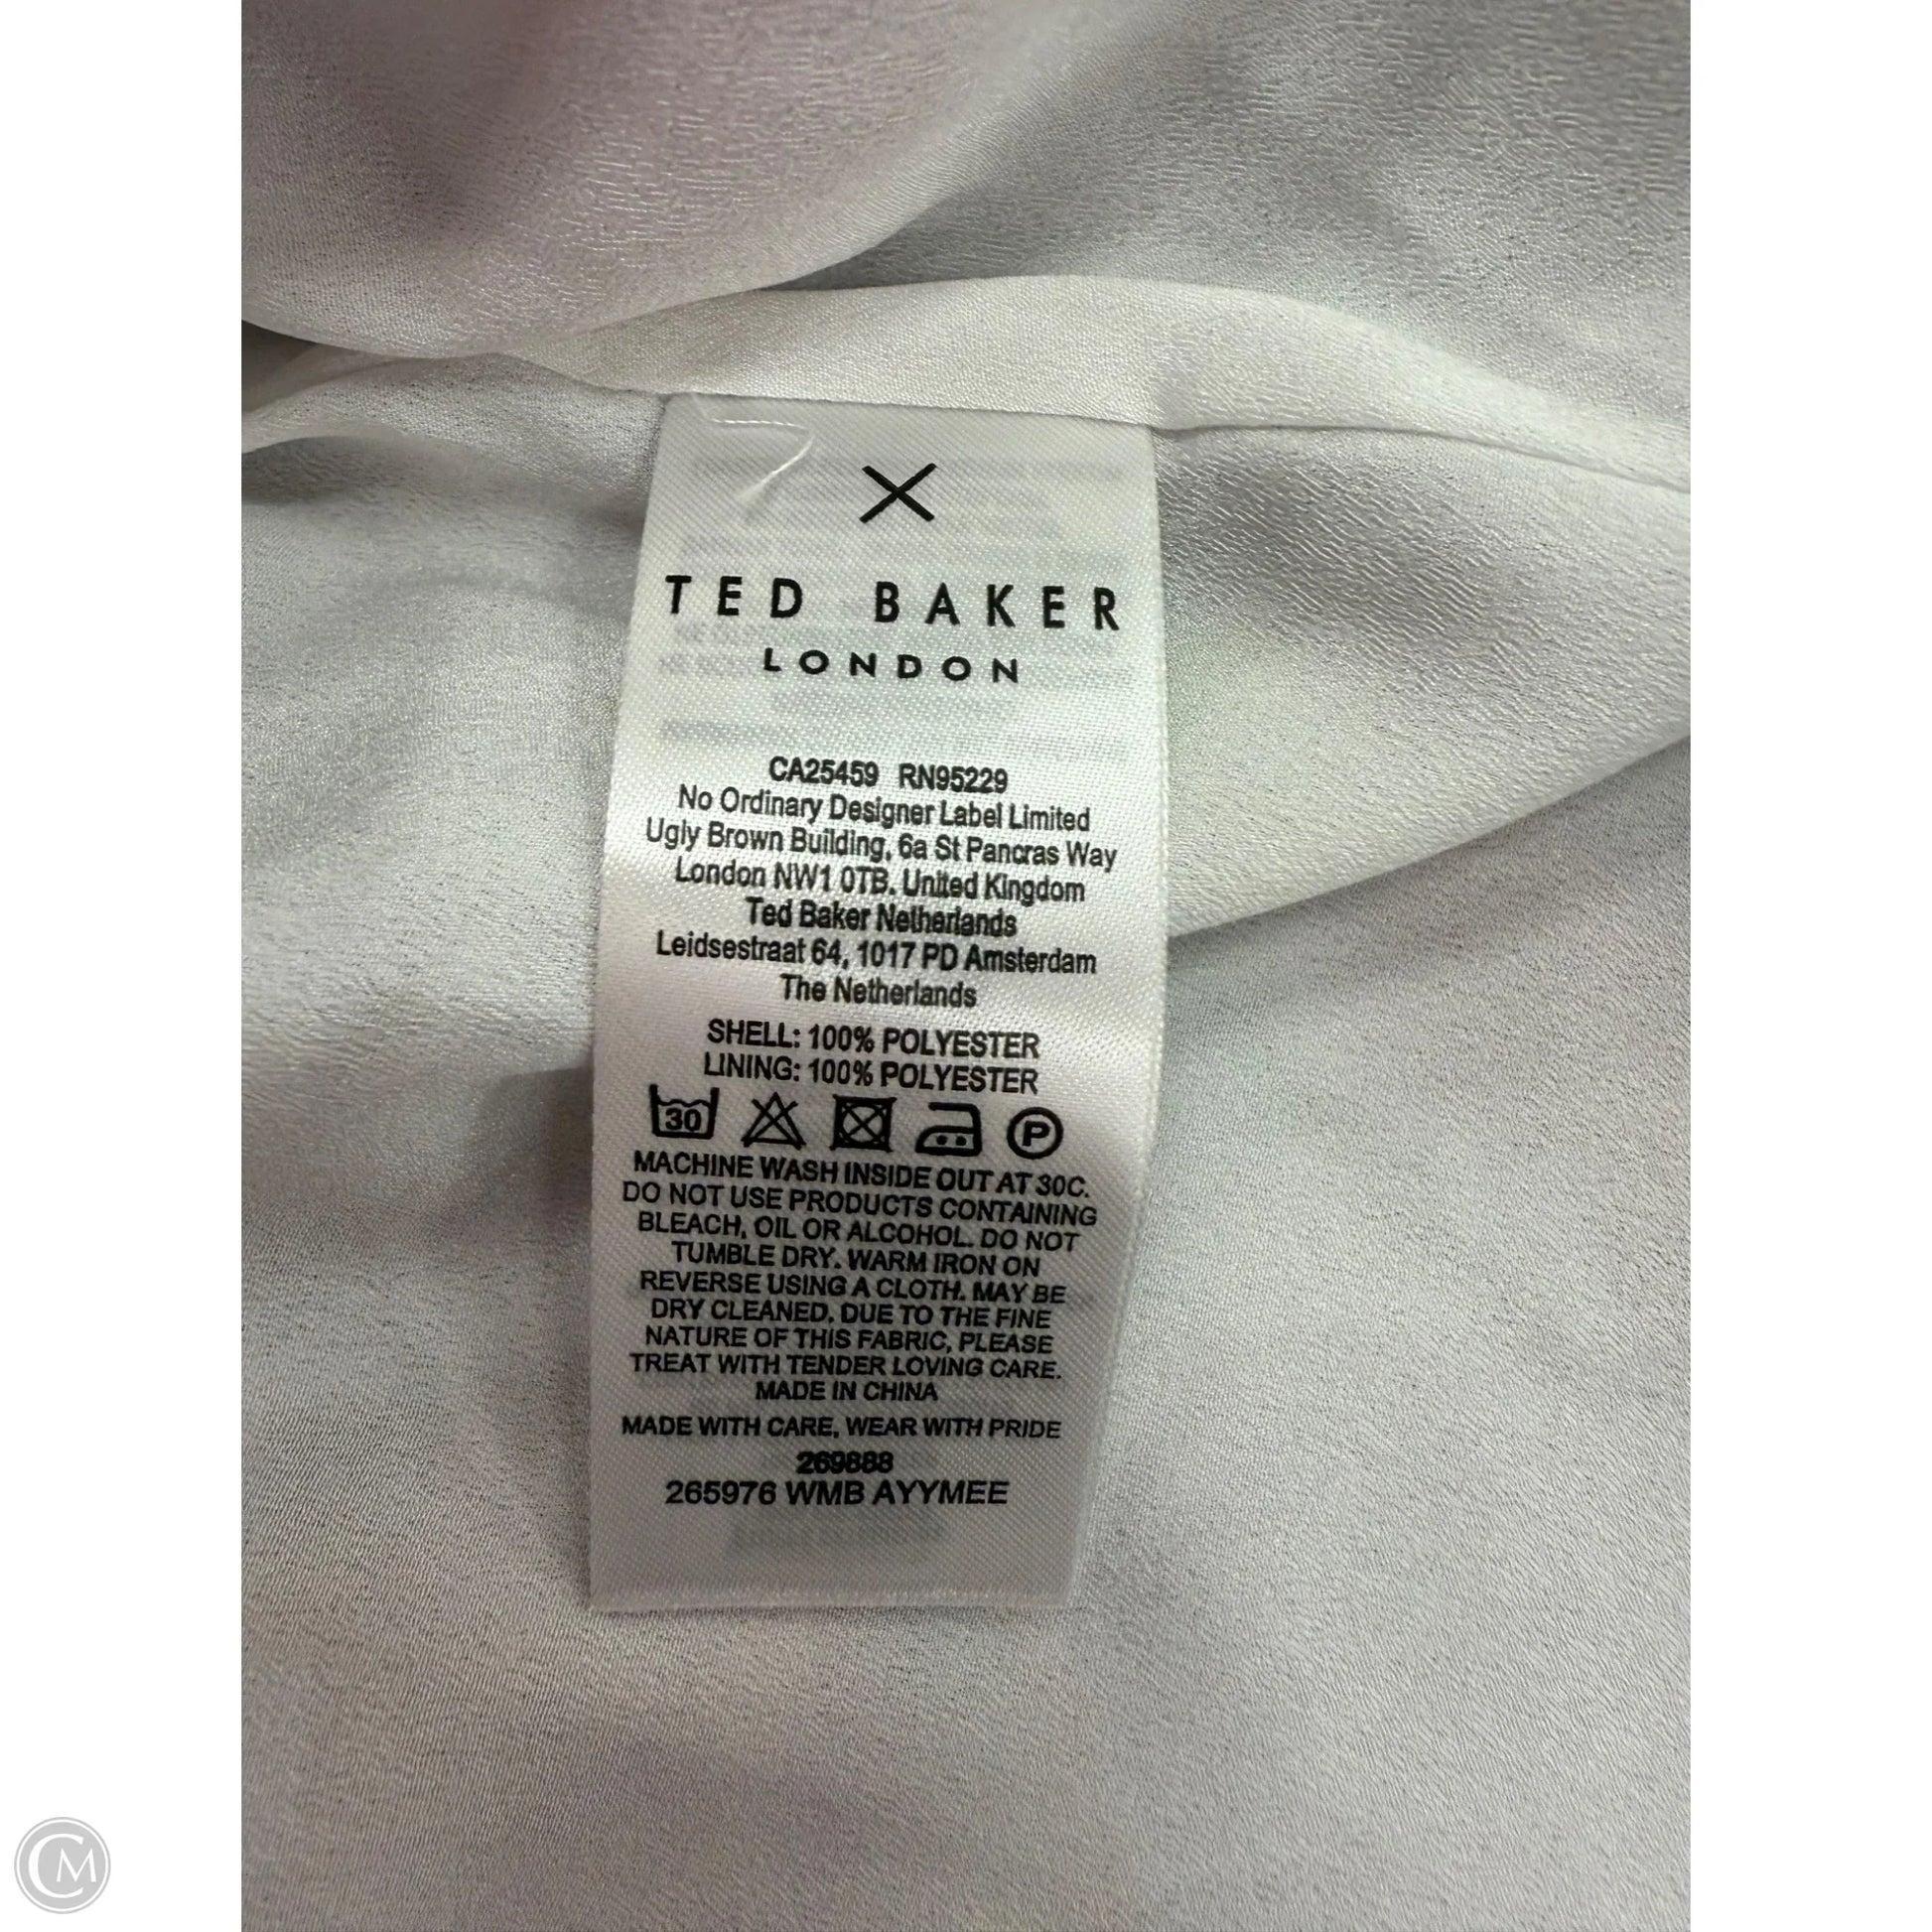 TED BAKER
LONDON
CA25459 RN95229
No Ordinary Designer Label Limited
Ugly Brown Building, 6a St Pancras Way
London NW1 0TB. United Kingdom
Ted Baker Netherlands
Leidsestraat 64, 1017 PD Amsterdam
The Netherlands
SHELL: 100% POLYESTER
LINING: 100% POLYESTER
30 P
MACHINE WASH INSIDE OUT AT 30C.
DO NOT USE PRODUCTS CONTAINING
BLEACH, OIL OR ALCOHOL. DO NOT
TUMBLE DRY. WARM IRON ON
REVERSE USING A CLOTH. MAY BE
DRY CLEANED. DUE TO THE FINE
NATURE OF THIS FABRIC, PLEASE
TREAT WITH TENDER LOVING CARE.
MADE IN CHINA
MADE WITH CARE, WEAR WITH PRIDE
269888
265976 WMB AYYMEE
CM